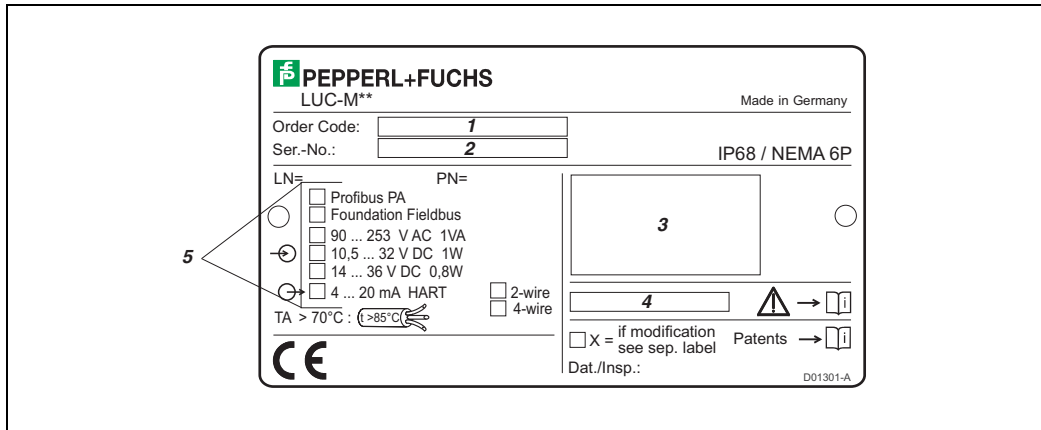 PEPPERL+FUCHS
LUC-M**
Made in Germany
Order Code: 1
Ser.-No.: 2
IP68 / NEMA 6P
LN=
PN=
Profibus PA
Foundation Fieldbus
90 ... 253 V AC 1VA
10,5 ... 32 V DC 1W
14 ... 36 V DC 0,8W
4 ... 20 mA HART
2-wire
4-wire
5
TA > 70°C : t >85°C
3
4
i
X = if modification
see sep. label
Patents
i
Dat./Insp.:
CE
D01301-A